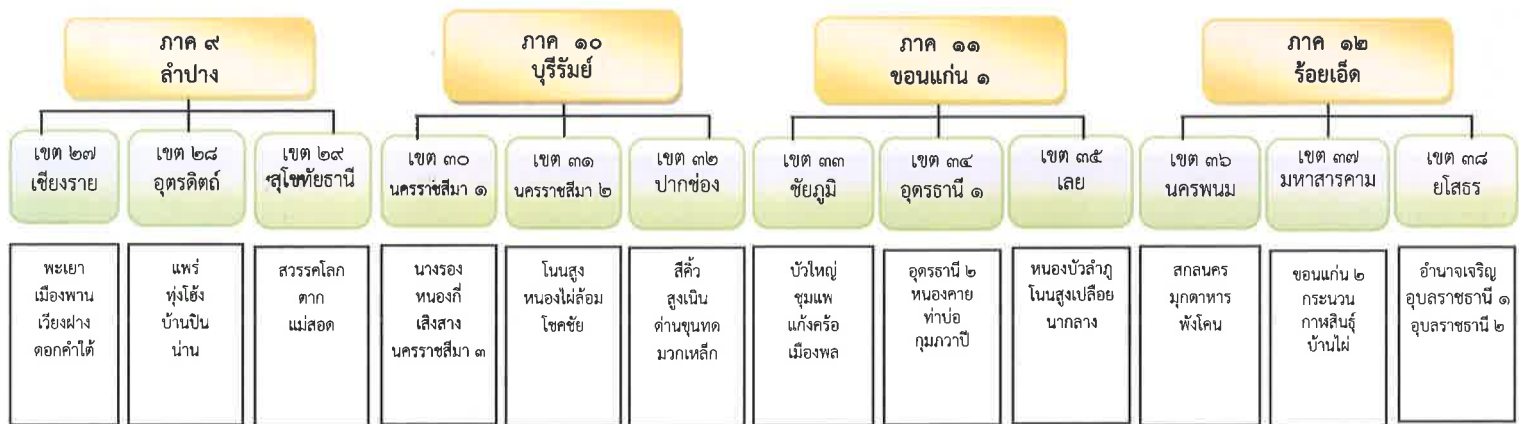 ภาค ๙
ลำปาง
เขต ๒๗
เชียงราย
พะเยา
เมืองพาน
เวียงฝาง
ดอกคำใต้
เขต ๒๘
อุตรดิตถ์
แพร่
ทุ่งโฮ้ง
บ้านปิน
น่าน
เขต ๒๙
สุโขทัยธานี
สวรรคโลก
ตาก
แม่สอด
ภาค ๑๐
บุรีรัมย์
เขต ๓๐
นครราชสีมา ๑
นางรอง
หนองกี่
เสิงสาง
นครราชสีมา ๓
เขต ๓๑
นครราชสีมา ๒
โนนสูง
หนองไผ่ล้อม
โชคชัย
เขต ๓๒
ปากช่อง
สีคิ้ว
สูงเนิน
ด่านขุนทด
มวกเหล็ก
ภาค ๑๑
ขอนแก่น ๑
เขต ๓๓
ชัยภูมิ
บัวใหญ่
ชุมแพ
แก้งคร้อ
เมืองพล
เขต ๓๔
อุดรธานี ๑
อุดรธานี ๒
หนองคาย
ท่าบ่อ
กุมภวาปี
เขต ๓๕
เลย
หนองบัวลำภู
โนนสูงเปลือย
นากลาง
ภาค ๑๒
ร้อยเอ็ด
เขต ๓๖
นครพนม
สกลนคร
มุกดาหาร
พังโคน
เขต ๓๗
มหาสารคาม
ขอนแก่น ๒
กระนวน
กาฬสินธุ์
บ้านไผ่
เขต ๓๘
ยโสธร
อำนาจเจริญ
อุบลราชธานี ๑
อุบลราชธานี ๒